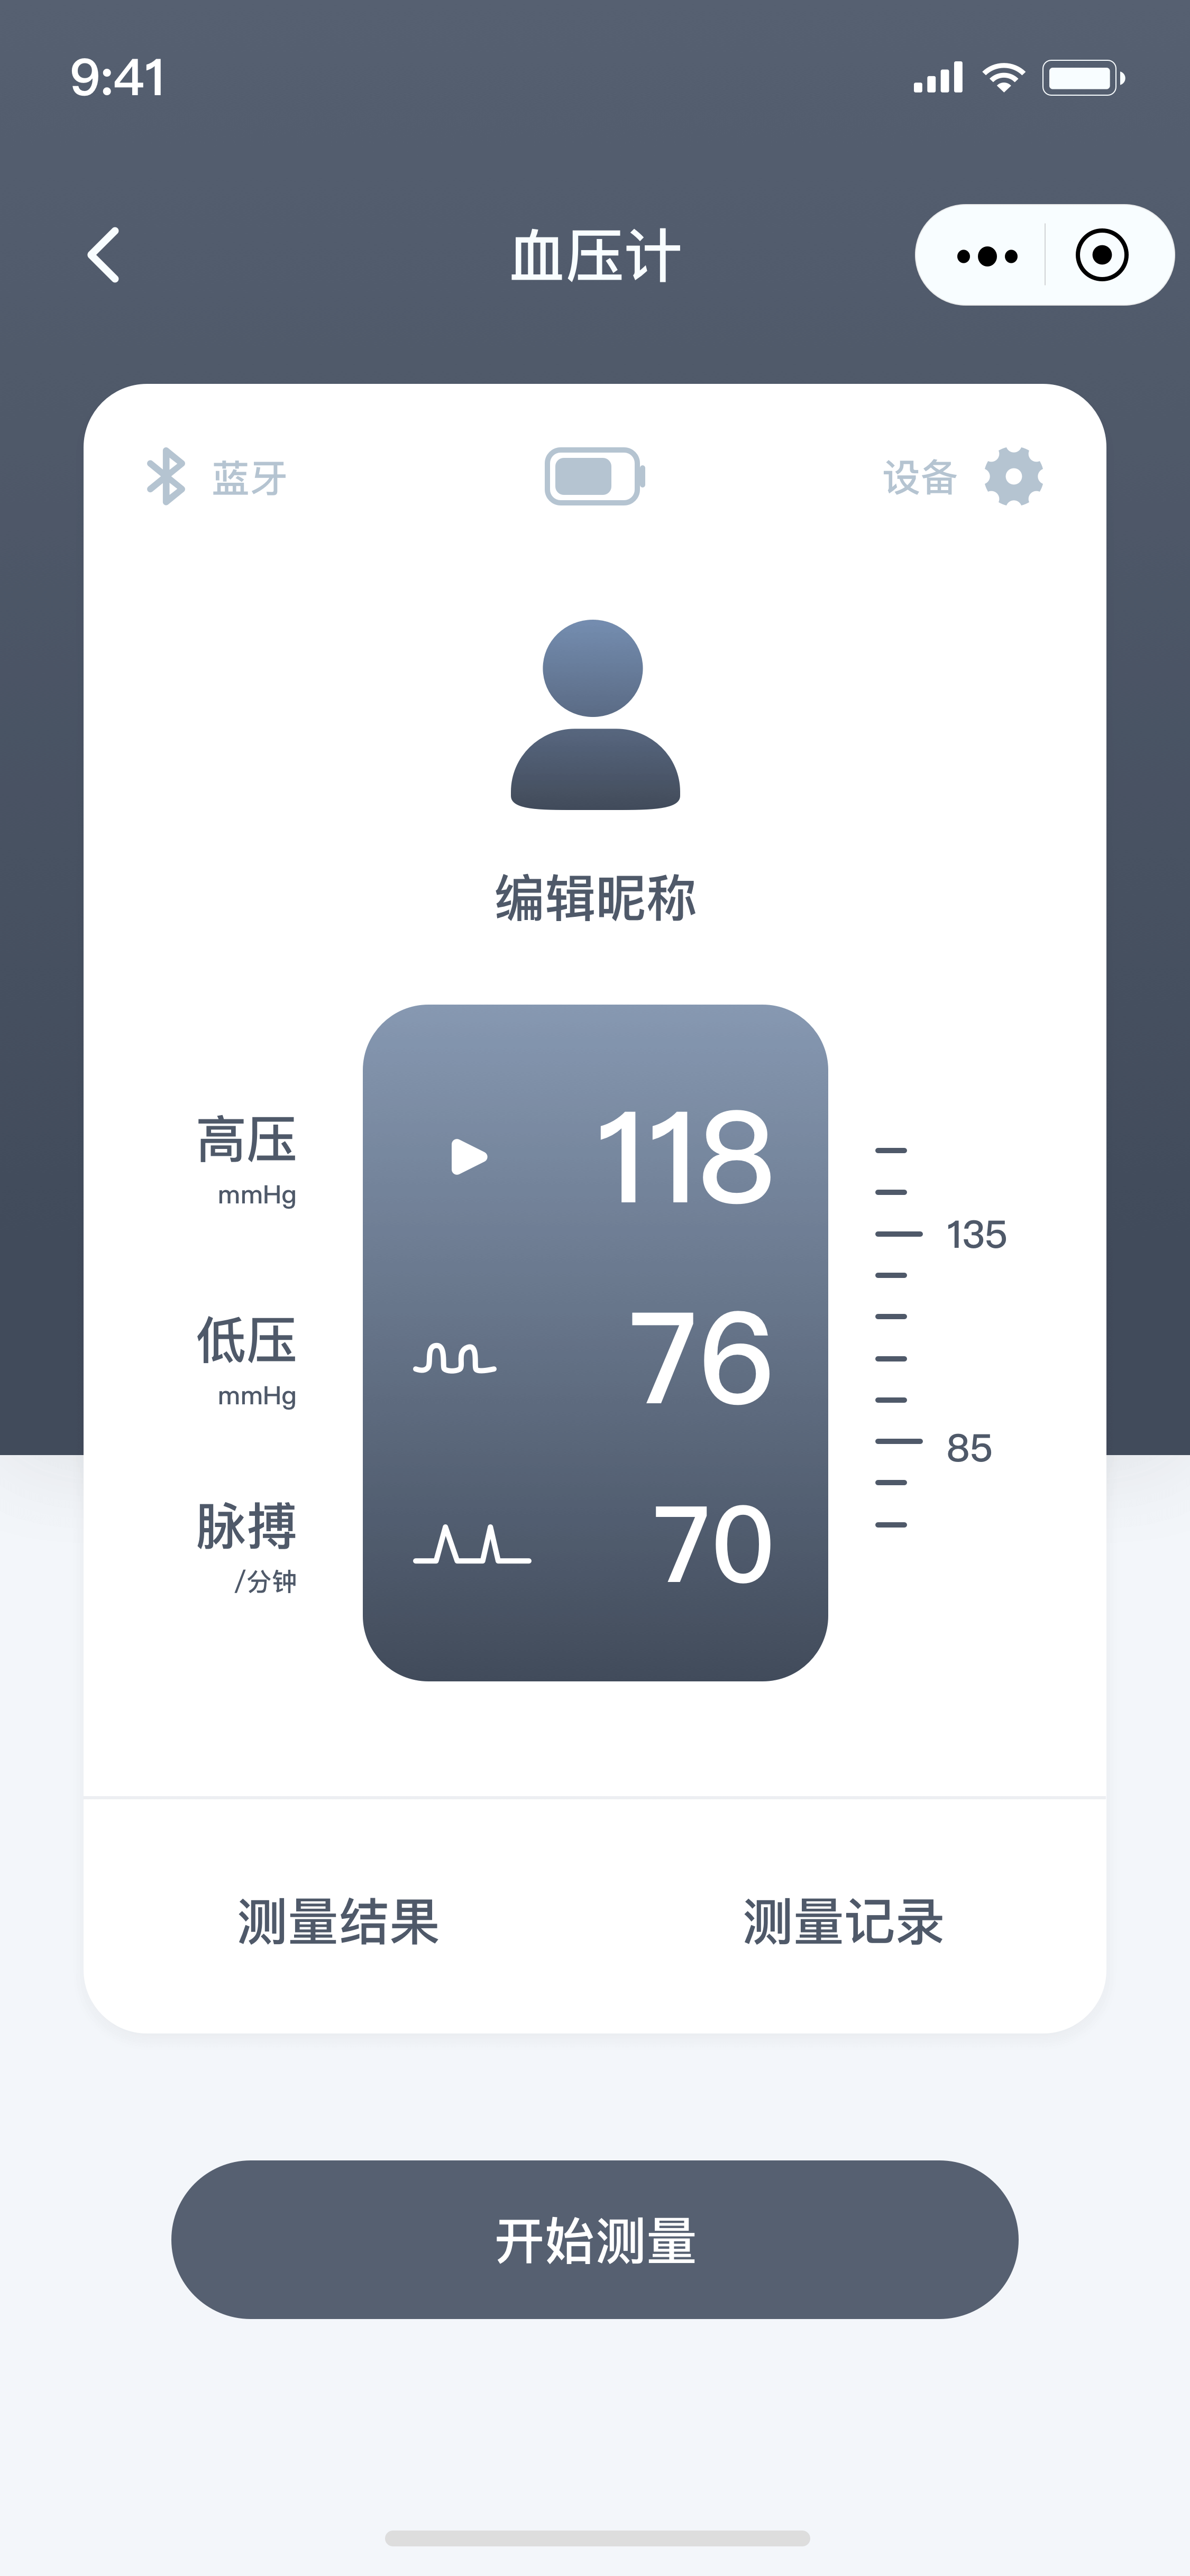 9:41
血压计
蓝牙
设备
编辑昵称
高压
mmHg
118
135
低压
mmHg
76
85
脉搏
/分钟
70
测量结果
测量记录
开始测量